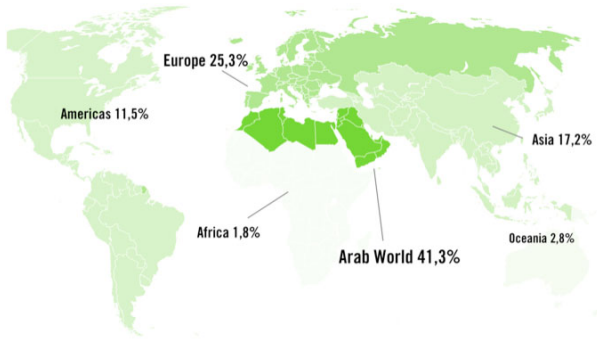 Europe 25,3%
Americas 11,5%
Asia 17,2%
Africa 1,8%
Oceania 2,8%
Arab World 41,3%